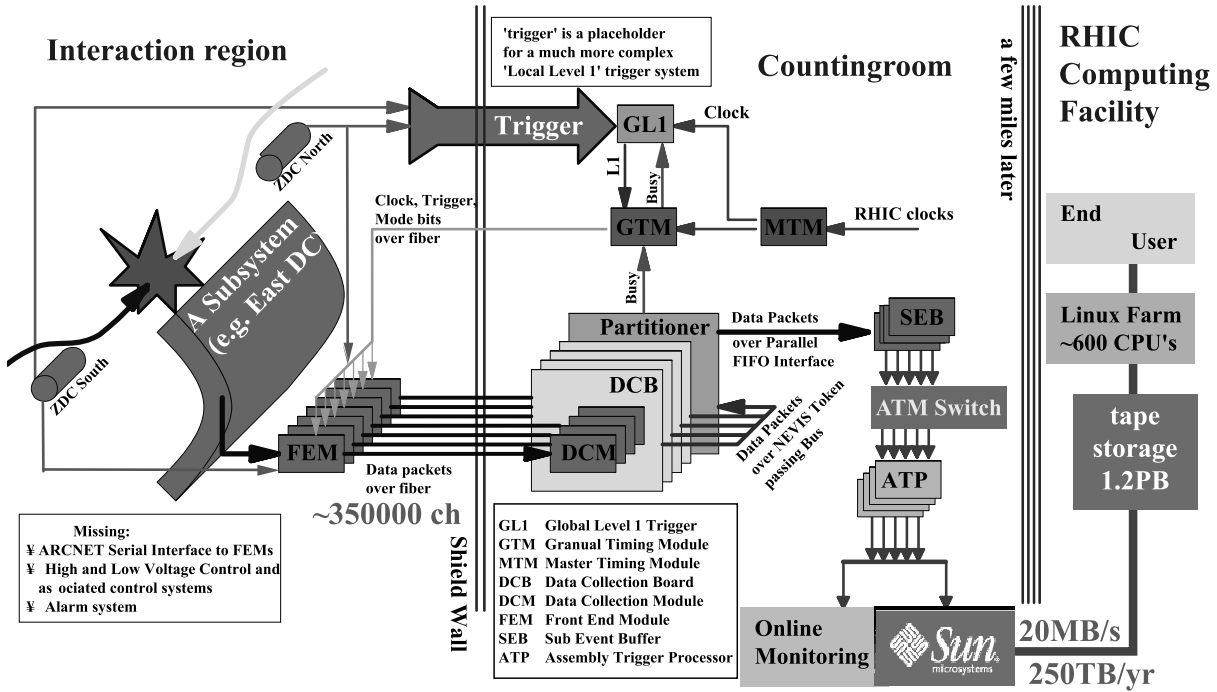 Interaction region
'trigger' is a placeholder
for a much more complex
'Local Level 1' trigger system
Countingroom
a few miles later
RHIC
Computing
Facility
Trigger
GL1
Clock
ZDC North
L1
Busy
Clock, Trigger,
Mode bits
over fiber
GTM
MTM
RHIC clocks
End
User
A Subsystem
(e.g. East DC)
Busy
Partitioner
Data Packets
over Parallel
FIFO Interface
SEB
Linux Farm
~600 CPU's
ZDC South
DCB
ATM Switch
tape
storage
1.2PB
FEM
DCM
Data Packets
over NEVIS Token
passing Bus
Data packets
over fiber
ATP
~350000 ch
Missing:
¥ ARCNET Serial Interface to FEMs
¥ High and Low Voltage Control and
as ociated control systems
¥ Alarm system
Shield Wall
GL1 Global Level 1 Trigger
GTM Granual Timing Module
MTM Master Timing Module
DCB Data Collection Board
DCM Data Collection Module
FEM Front End Module
SEB Sub Event Buffer
ATP Assembly Trigger Processor
Online
Monitoring
Sun
microsystems
20MB/s
250TB/yr